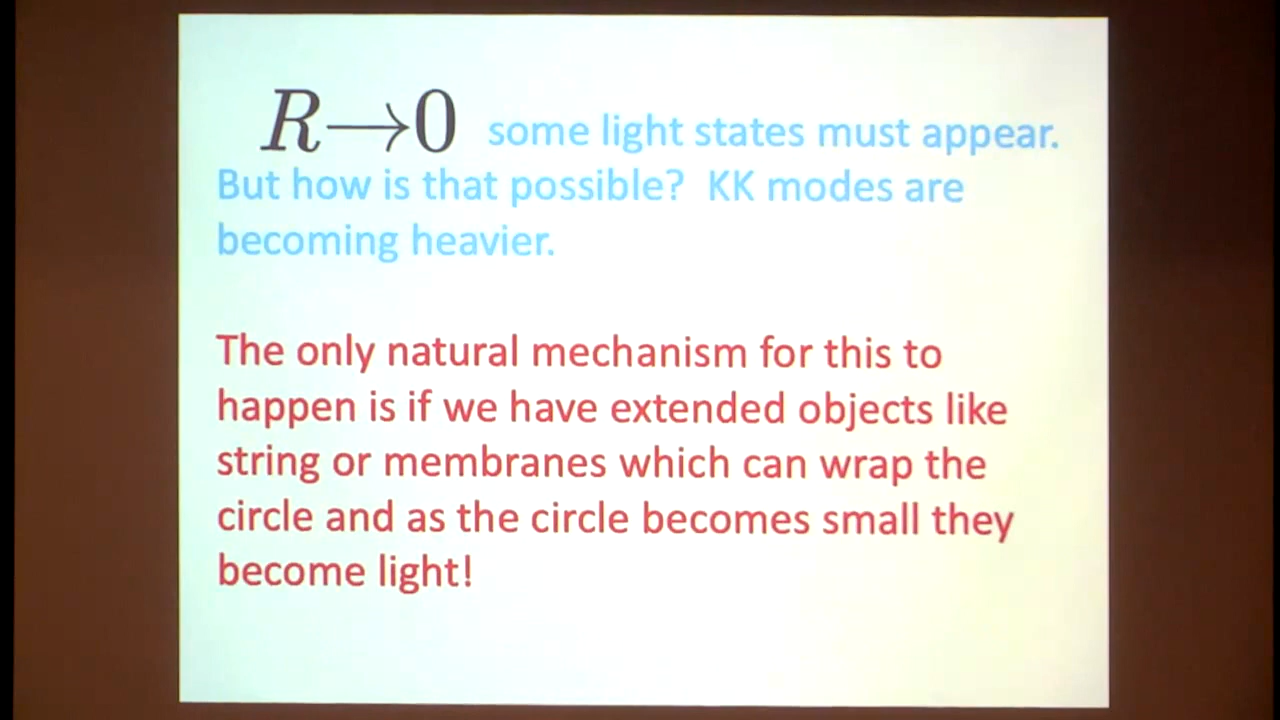 R→0 some light states must appear.
But how is that possible? KK modes are
becoming heavier.
The only natural mechanism for this to
happen is if we have extended objects like
string or membranes which can wrap the
circle and as the circle becomes small they
become light!